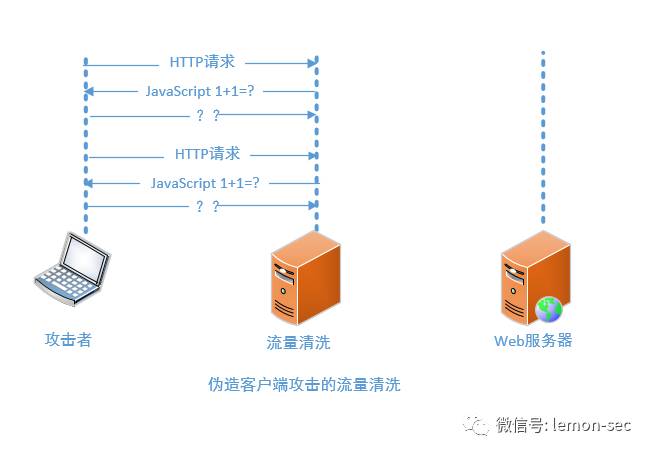 HTTP请求
JavaScript 1+1=?
？？
HTTP请求
JavaScript 1+1=?
？？
攻击者
流量清洗
Web服务器
伪造客户端攻击的流量清洗
微信号: lemon-sec